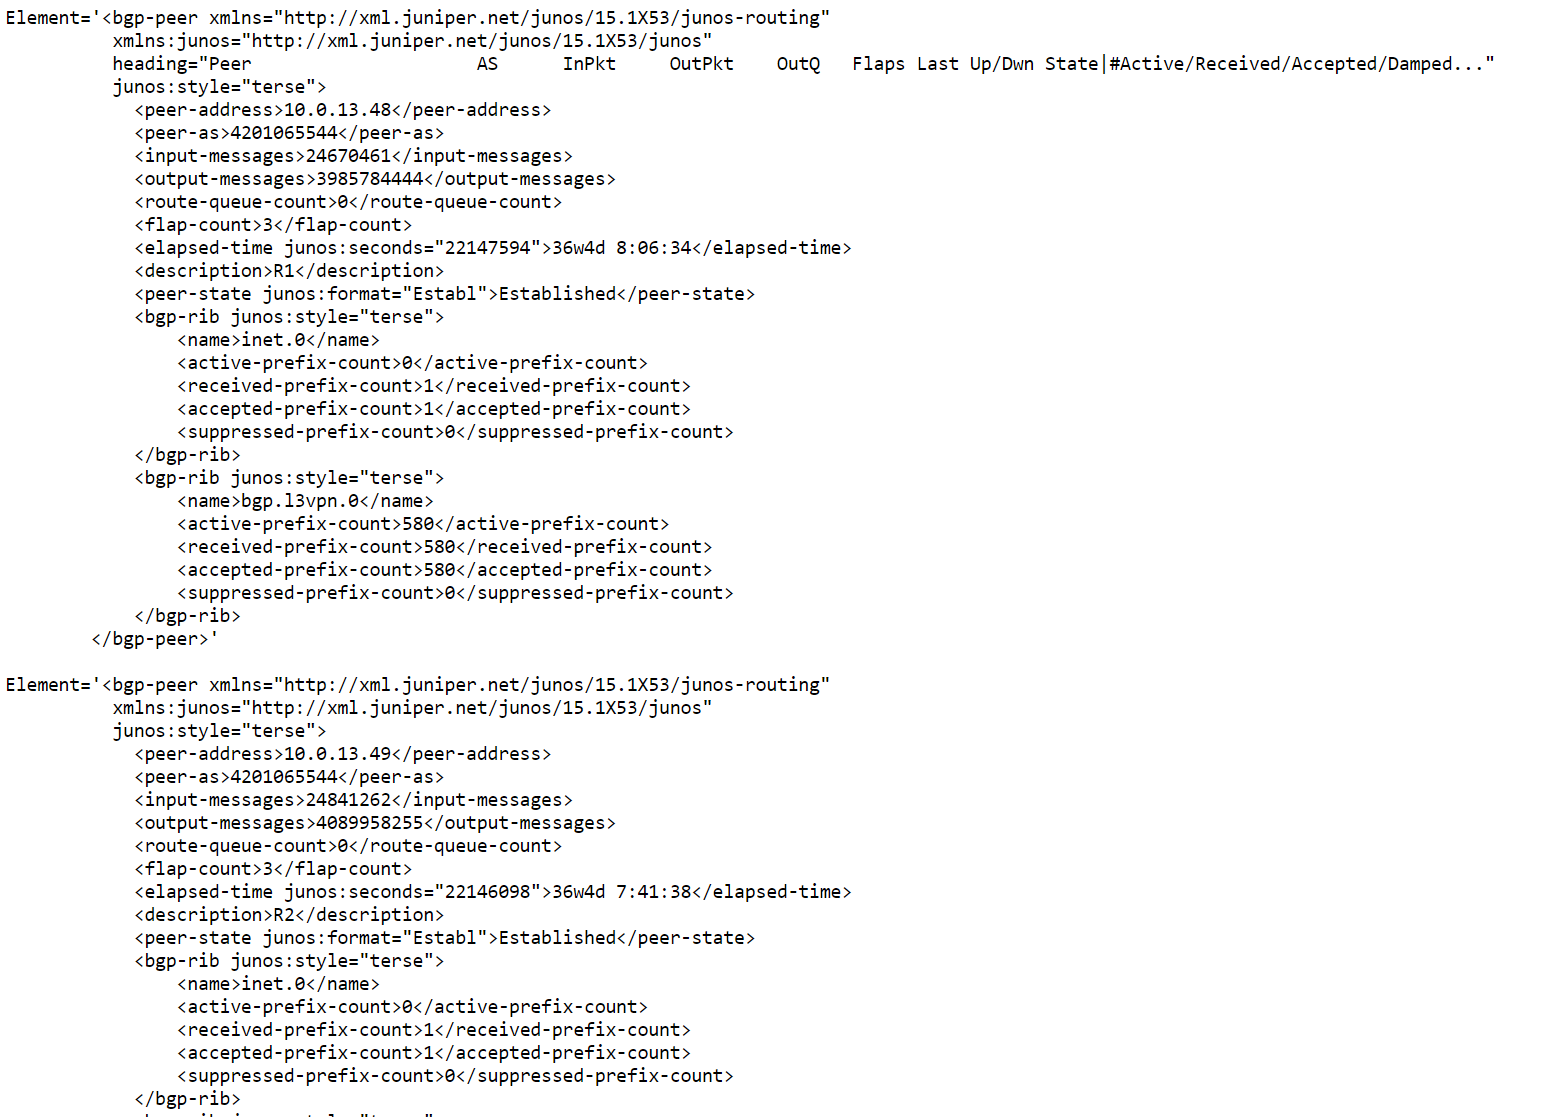 Element='<bgp-peer xmlns="http://xml.juniper.net/junos/15.1X53/junos-routing"
xmlns:junos="http://xml.juniper.net/junos/15.1X53/junos"
heading="Peer                     AS      InPkt     OutPkt    OutQ   Flaps Last Up/Dwn State|#Active/Received/Accepted/Damped..."
junos:style="terse">
<peer-address>10.0.13.48</peer-address>
<peer-as>4201065544</peer-as>
<input-messages>24670461</input-messages>
<output-messages>3985784444</output-messages>
<route-queue-count>0</route-queue-count>
<flap-count>3</flap-count>
<elapsed-time junos:seconds="22147594">36w4d 8:06:34</elapsed-time>
<description>R1</description>
<peer-state junos:format="Establ">Established</peer-state>
<bgp-rib junos:style="terse">
<name>inet.0</name>
<active-prefix-count>0</active-prefix-count>
<received-prefix-count>1</received-prefix-count>
<accepted-prefix-count>1</accepted-prefix-count>
<suppressed-prefix-count>0</suppressed-prefix-count>
</bgp-rib>
<bgp-rib junos:style="terse">
<name>bgp.l3vpn.0</name>
<active-prefix-count>580</active-prefix-count>
<received-prefix-count>580</received-prefix-count>
<accepted-prefix-count>580</accepted-prefix-count>
<suppressed-prefix-count>0</suppressed-prefix-count>
</bgp-rib>
</bgp-peer>'
Element='<bgp-peer xmlns="http://xml.juniper.net/junos/15.1X53/junos-routing"
xmlns:junos="http://xml.juniper.net/junos/15.1X53/junos"
junos:style="terse">
<peer-address>10.0.13.49</peer-address>
<peer-as>4201065544</peer-as>
<input-messages>24841262</input-messages>
<output-messages>4089958255</output-messages>
<route-queue-count>0</route-queue-count>
<flap-count>3</flap-count>
<elapsed-time junos:seconds="22146098">36w4d 7:41:38</elapsed-time>
<description>R2</description>
<peer-state junos:format="Establ">Established</peer-state>
<bgp-rib junos:style="terse">
<name>inet.0</name>
<active-prefix-count>0</active-prefix-count>
<received-prefix-count>1</received-prefix-count>
<accepted-prefix-count>1</accepted-prefix-count>
<suppressed-prefix-count>0</suppressed-prefix-count>
</bgp-rib>